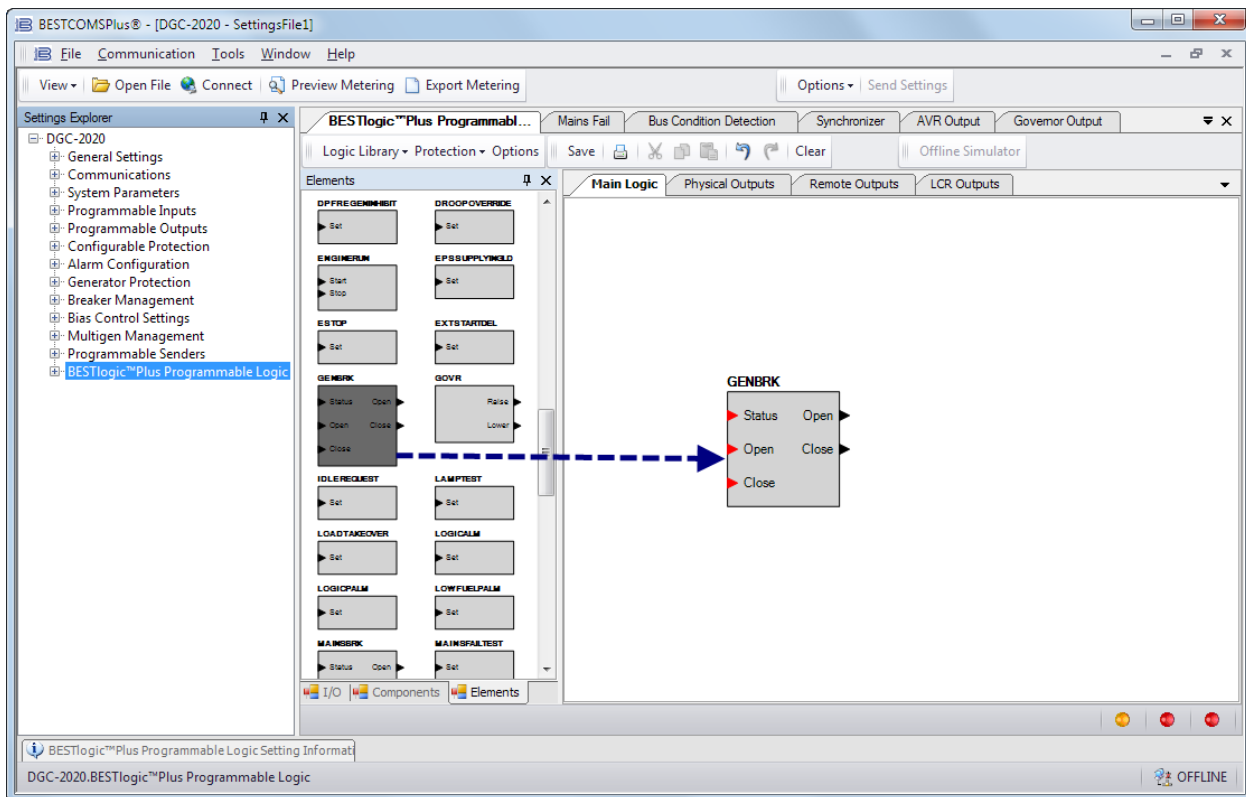 BESTCOMSPlus® - [DGC-2020 - SettingsFile1]
File Communication Tools Window Help
View Open File Connect Preview Metering Export Metering Options Send Settings
Settings Explorer
DGC-2020
General Settings
Communications
System Parameters
Programmable Inputs
Programmable Outputs
Configurable Protection
Alarm Configuration
Generator Protection
Breaker Management
Bias Control Settings
Multigen Management
Programmable Senders
BESTlogic™Plus Programmable Logic
BESTlogic™Plus Programmabl... Mains Fail Bus Condition Detection Synchronizer AVR Output Governor Output
Logic Library Protection Options Save Clear Offline Simulator
Elements
DPFREGENINHIBIT DROOPOVERRIDE
Set Set
ENGINERUN EPSSUPPLYINGLD
Start Set
Stop
ESTOP EXTSTARTDEL
Set Set
GENBRK GOVR
Status Open Raise
Open Close Lower
Close
IDLEREQUEST LAMPTEST
Set Set
LOADTAKEOVER LOGICALM
Set Set
LOGICPALM LOWFUELPALM
Set Set
MAINSBRK MAINSFAILTEST
Status Open Set
I/O Components Elements
Main Logic Physical Outputs Remote Outputs LCR Outputs
GENBRK
Status Open
Open Close
Close
BESTlogic™Plus Programmable Logic Setting Informati
DGC-2020.BESTlogic™Plus Programmable Logic OFFLINE